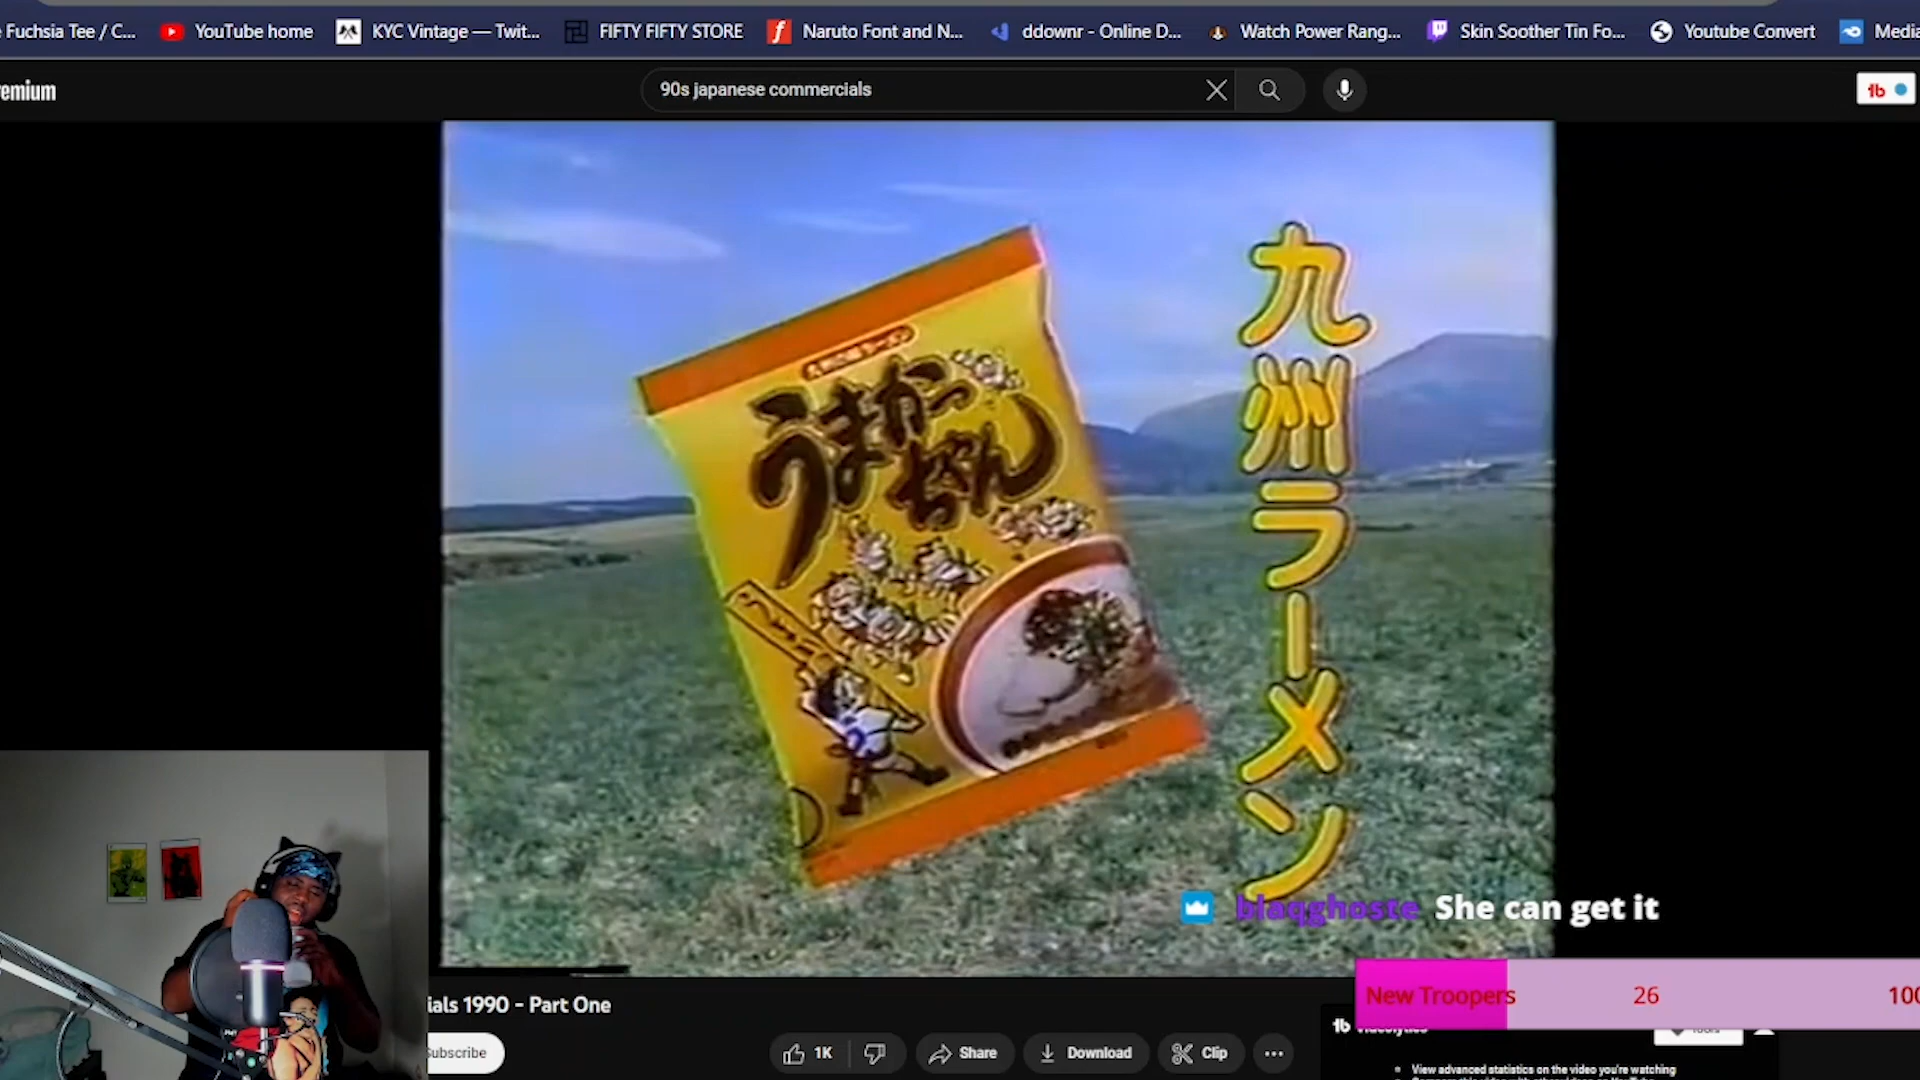 e Fuchsia Tee / C...
YouTube home
KYC Vintage — Twit...
FIFTY FIFTY STORE
Naruto Font and N...
ddownr - Online D...
Watch Power Rang...
Skin Soother Tin Fo...
Youtube Convert
Media
remium
90s japanese commercials
うまかっちゃん
九州ラーメン
blaqghoste She can get it
ials 1990 - Part One
New Troopers 26 100
Subscribe
1K
Share
Download
Clip
View advanced statistics on the video you're watching